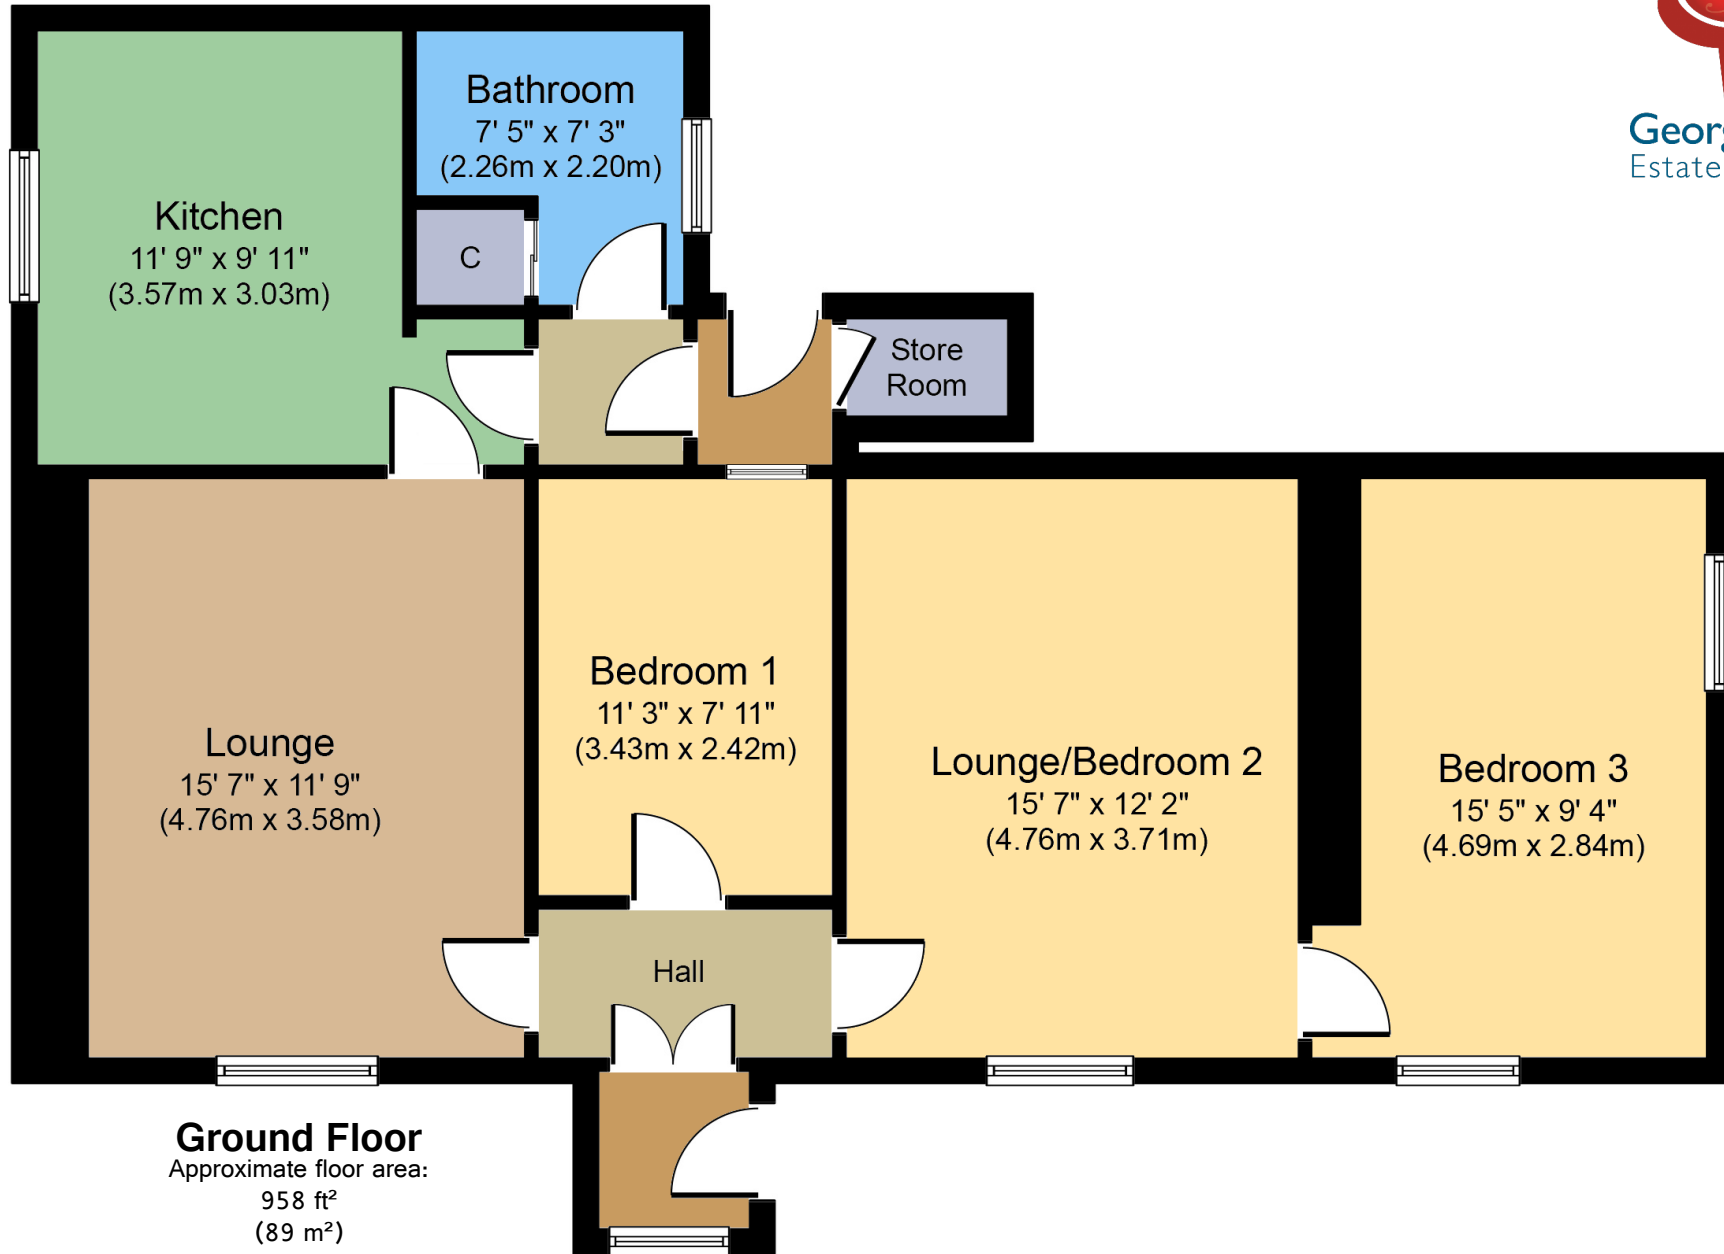 Bathroom
7' 5" x 7' 3"
(2.26m x 2.20m)
Georg
Estate
Kitchen
11' 9" x 9' 11"
(3.57m x 3.03m)
C
Store
Room
Bedroom 1
11' 3" x 7' 11"
(3.43m x 2.42m)
Lounge
15' 7" x 11' 9"
(4.76m x 3.58m)
Lounge/Bedroom 2
15' 7" x 12' 2"
(4.76m x 3.71m)
Bedroom 3
15' 5" x 9' 4"
(4.69m x 2.84m)
Hall
Ground Floor
Approximate floor area:
958 ft²
(89 m²)